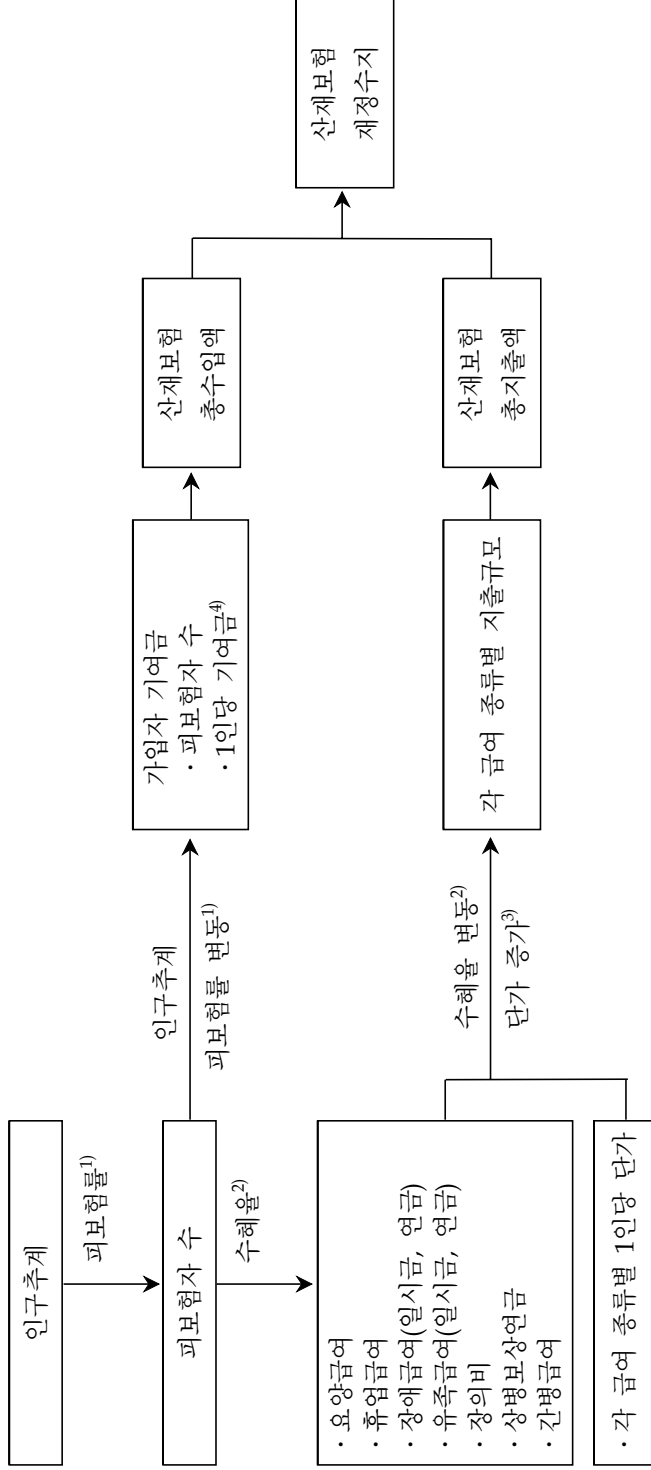 인구추계
피보험률1)
피보험자 수
수혜율2)
· 요양급여
· 휴업급여
· 장애급여(일시금, 연금)
· 유족급여(일시금, 연금)
· 장의비
· 상병보상연금
· 간병급여
· 각 급여 종류별 1인당 단가
인구추계
피보험률 변동1)
수혜율 변동2)
단가 증가3)
가입자 기여금
· 피보험자 수
· 1인당 기여금4)
각 급여 종류별 지출규모
산재보험
총수입액
산재보험
총지출액
산재보험
재정수지